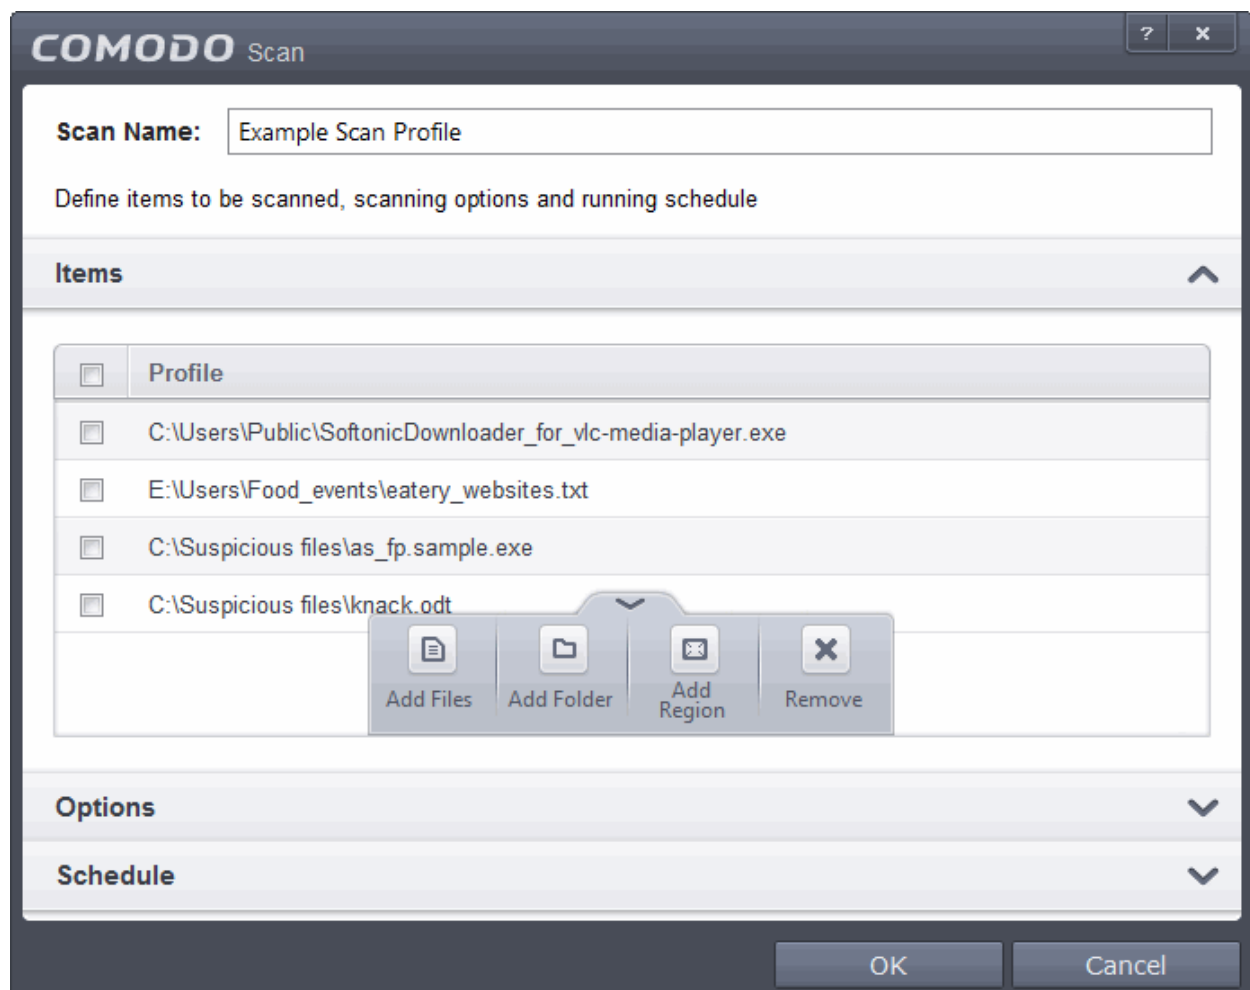 COMODO Scan
?
Scan Name: Example Scan Profile
Define items to be scanned, scanning options and running schedule
Items
Profile
C:\Users\Public\SoftonicDownloader_for_vlc-media-player.exe
E:\Users\Food_events\eatery_websites.txt
C:\Suspicious files\as_fp.sample.exe
C:\Suspicious files\knack.odt
Add Files
Add Folder
Add
Region
Remove
Options
Schedule
OK
Cancel